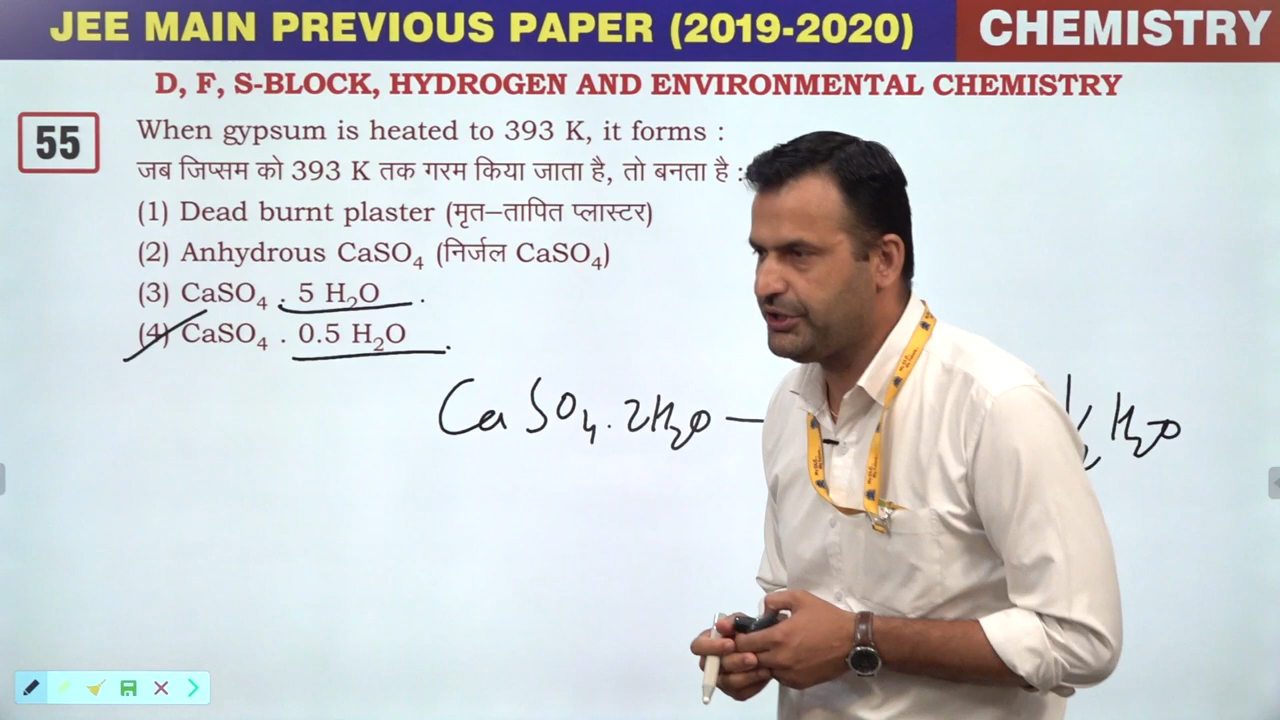 JEE MAIN PREVIOUS PAPER (2019-2020)
CHEMISTRY
D, F, S-BLOCK, HYDROGEN AND ENVIRONMENTAL CHEMISTRY
55
When gypsum is heated to 393 K, it forms :
जब जिप्सम को 393 K तक गरम किया जाता है, तो बनता है :
(1) Dead burnt plaster (मृत–तापित प्लास्टर)
(2) Anhydrous CaSO₄ (निर्जल CaSO₄)
(3) CaSO₄ . 5 H₂O
(4) CaSO₄ . 0.5 H₂O
CaSO₄.2H₂O — ½ H₂O